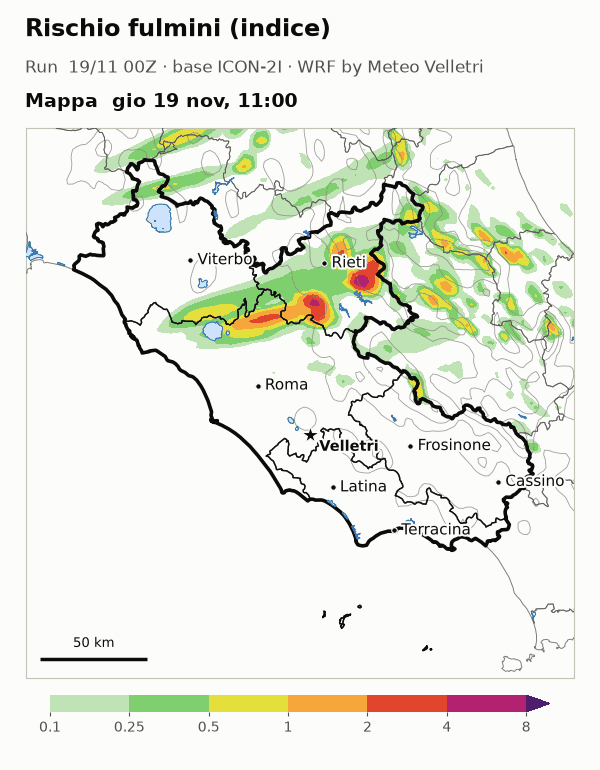 Rischio fulmini (indice)
Run  19/11 00Z · base ICON-2I · WRF by Meteo Velletri
Mappa  gio 19 nov, 11:00
Viterbo
Rieti
Roma
Velletri
Frosinone
Cassino
Latina
Terracina
50 km
0.1 0.25 0.5 1 2 4 8